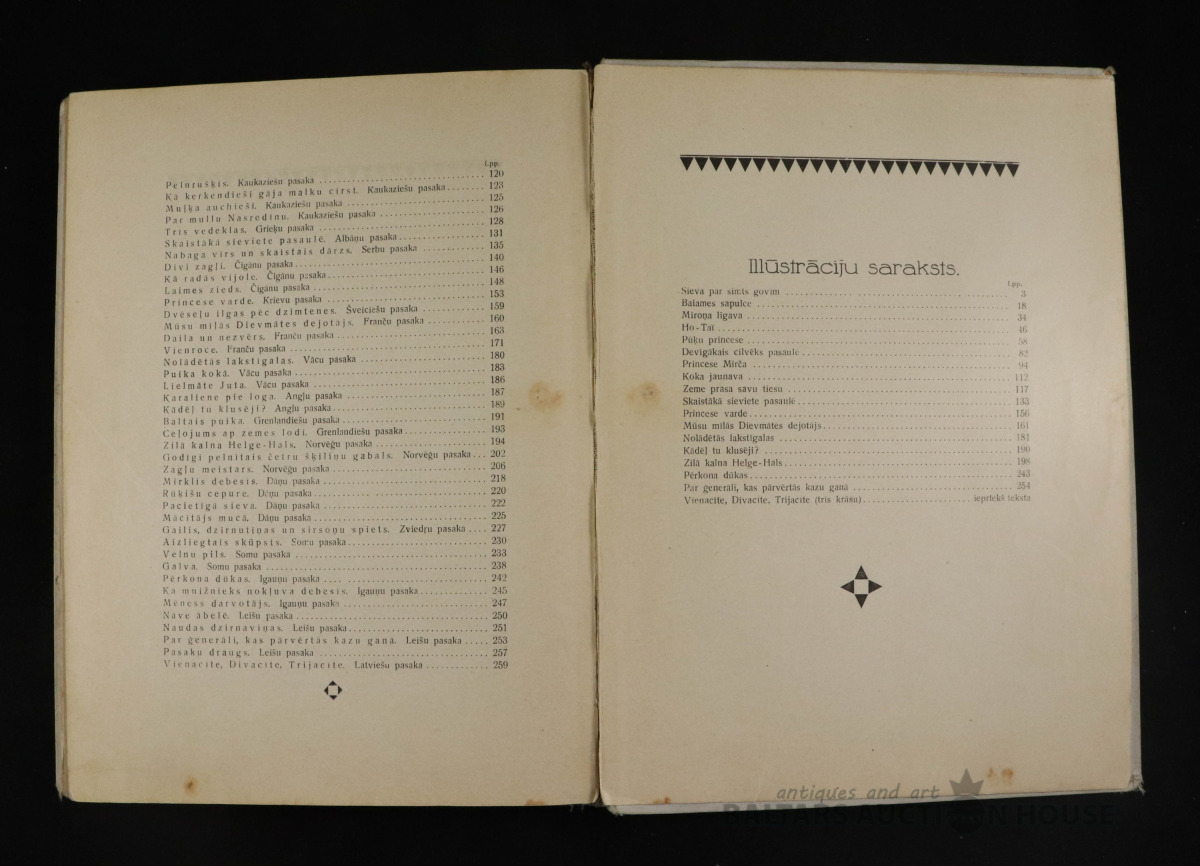 Lpp.
Pelnrušķis. Kaukaziešu pasaka 120
Kā kerkendieši gāja malku cirst. Kaukaziešu pasaka 123
Muļķa auchieši. Kaukaziešu pasaka 125
Par mullu Nasredinu. Kaukaziešu pasaka 126
Trīs vedeklas. Grieķu pasaka 128
Skaistākā sieviete pasaulē. Albāņu pasaka 131
Nabaga vīrs un skaistais dārzs. Serbu pasaka 135
Divi zagļi. Čigānu pasaka 140
Kā radās vijole. Čigānu pasaka 146
Laimes zieds. Čigānu pasaka 148
Princese varde. Krievu pasaka 153
Dvēseļu ilgas pēc dzimtenes. Šveiciešu pasaka 159
Mūsu mīļās Dievmātes dejotājs. Franču pasaka 160
Daiļa un nezvērs. Franču pasaka 163
Vienroce. Franču pasaka 171
Nolādētās lakstīgalas. Vācu pasaka 180
Puika kokā. Vācu pasaka 183
Lielmāte Juta. Vācu pasaka 186
Karaliene pie loga. Angļu pasaka 187
Kādēļ tu klusēji? Angļu pasaka 189
Baltais puika. Grenlandiešu pasaka 191
Ceļojums ap zemes lodi. Grenlandiešu pasaka 193
Zilā kalna Helge-Hals. Norvēģu pasaka 194
Godīgi pelnītais četru šķiliņu gabals. Norvēģu pasaka 202
Zagļu meistars. Norvēģu pasaka 206
Mirklis debesīs. Dāņu pasaka 218
Rūķīšu cepure. Dāņu pasaka 220
Pacietīgā sieva. Dāņu pasaka 222
Mācītājs mucā. Dāņu pasaka 225
Gailis, dzirnutiņas un sirsoņu spiets. Zviedru pasaka 227
Aizliegtais skūpsts. Somu pasaka 230
Velnu pils. Somu pasaka 233
Galva. Somu pasaka 238
Pērkona dūkas. Igauņu pasaka 242
Kā muižnieks nokļuva debesīs. Igauņu pasaka 245
Mēness darvotājs. Igauņu pasaka 247
Nāve ābelē. Leišu pasaka 250
Naudas dzirnaviņas. Leišu pasaka 251
Par ģenerāli, kas pārvērtās kazu ganā. Leišu pasaka 253
Pasaku draugs. Leišu pasaka 257
Vienacīte, Divacīte, Trijacīte. Latviešu pasaka 259
Illūstrāciju saraksts.
Lpp.
Sieva par simts govīm 3
Balames sapulce 18
Miroņa līgava 34
Ho-Taī 46
Pūķu princese 58
Devīgākais cilvēks pasaulē 82
Princese Mirča 94
Koka jaunava 112
Zeme prasa savu tiesu 117
Skaistākā sieviete pasaulē 133
Princese varde 156
Mūsu mīļās Dievmātes dejotājs 161
Nolādētās lakstīgalas 181
Kādēļ tu klusēji? 190
Zilā kalna Helge-Hals 198
Pērkona dūkas 243
Par ģenerāli, kas pārvērtās kazu ganā 254
Vienacīte, Divacīte, Trijacīte (trīs krāsu) iepriekš teksta
antiques and art
BALTARS AUCTION HOUSE